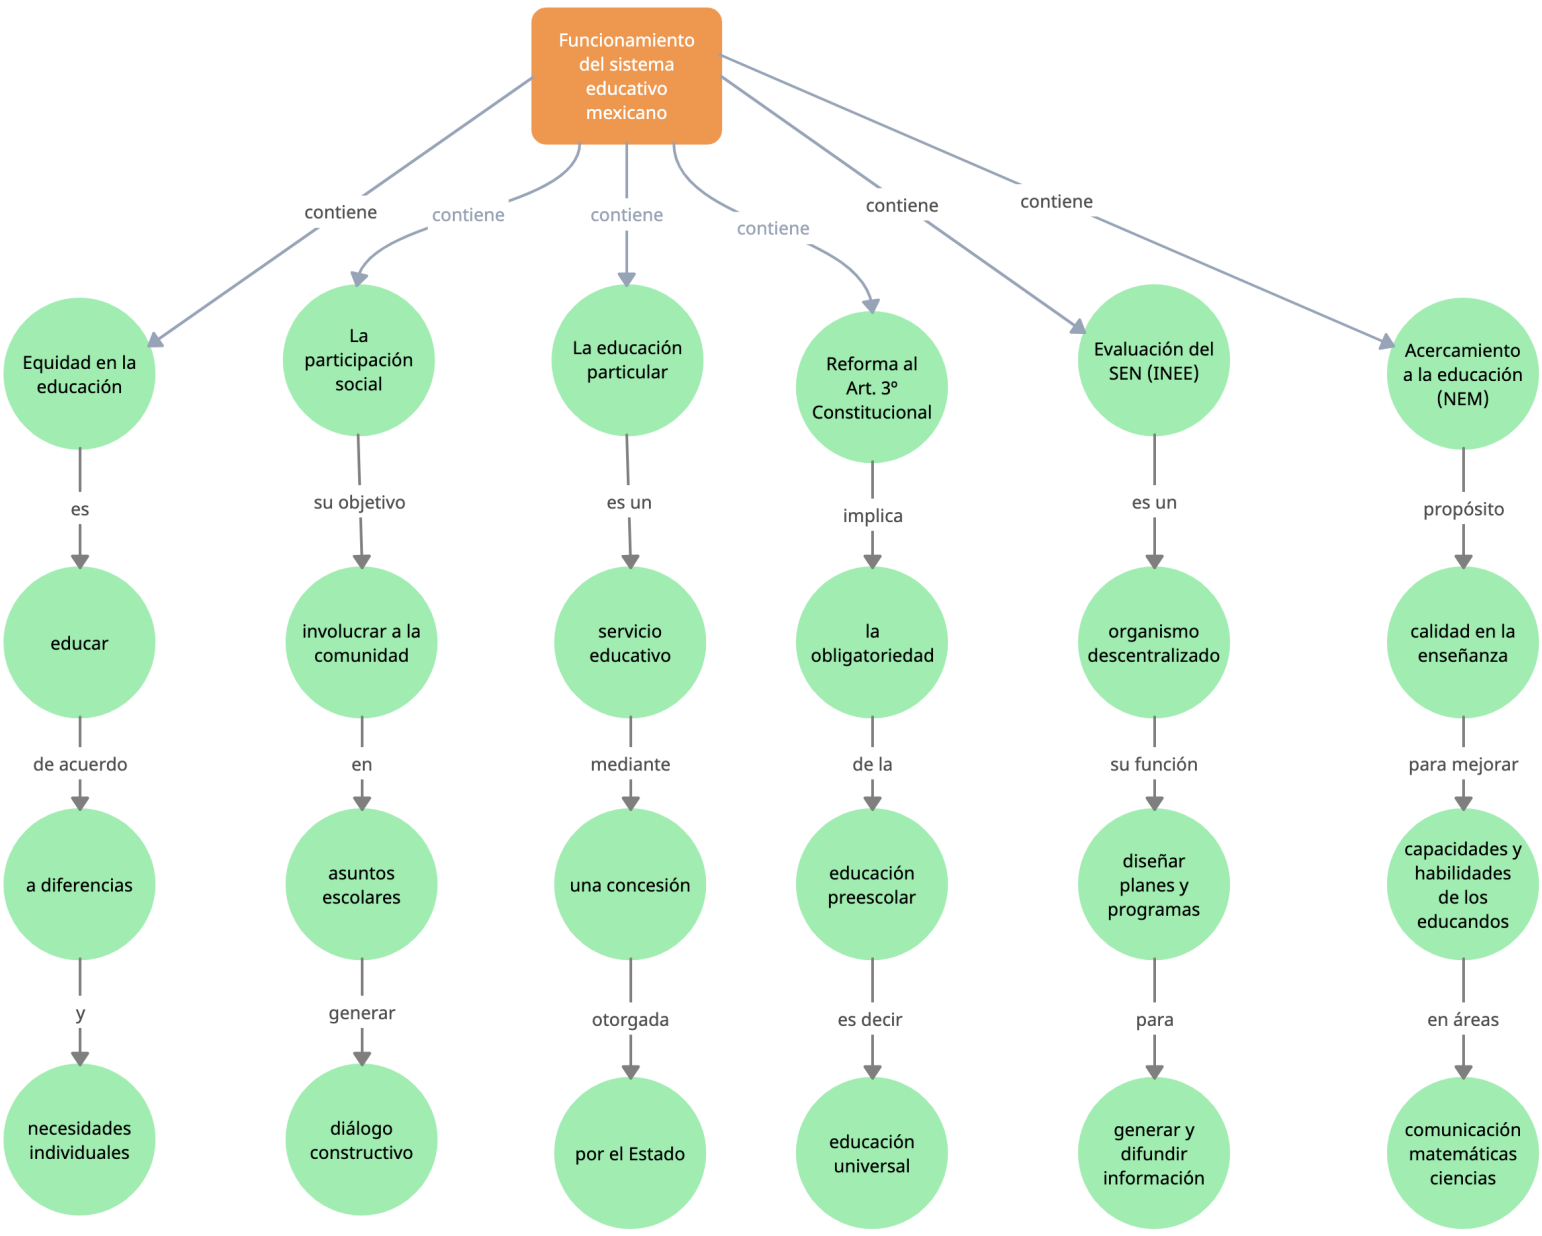 Funcionamiento
del sistema
educativo
mexicano
contiene
contiene
contiene
contiene
contiene
contiene
Equidad en la
educación
La
participación
social
La educación
particular
Reforma al
Art. 3º
Constitucional
Evaluación del
SEN (INEE)
Acercamiento
a la educación
(NEM)
es
su objetivo
es un
implica
es un
propósito
educar
involucrar a la
comunidad
servicio
educativo
la
obligatoriedad
organismo
descentralizado
calidad en la
enseñanza
de acuerdo
en
mediante
de la
su función
para mejorar
a diferencias
asuntos
escolares
una concesión
educación
preescolar
diseñar
planes y
programas
capacidades y
habilidades
de los
educandos
y
generar
otorgada
es decir
para
en áreas
necesidades
individuales
diálogo
constructivo
por el Estado
educación
universal
generar y
difundir
información
comunicación
matemáticas
ciencias